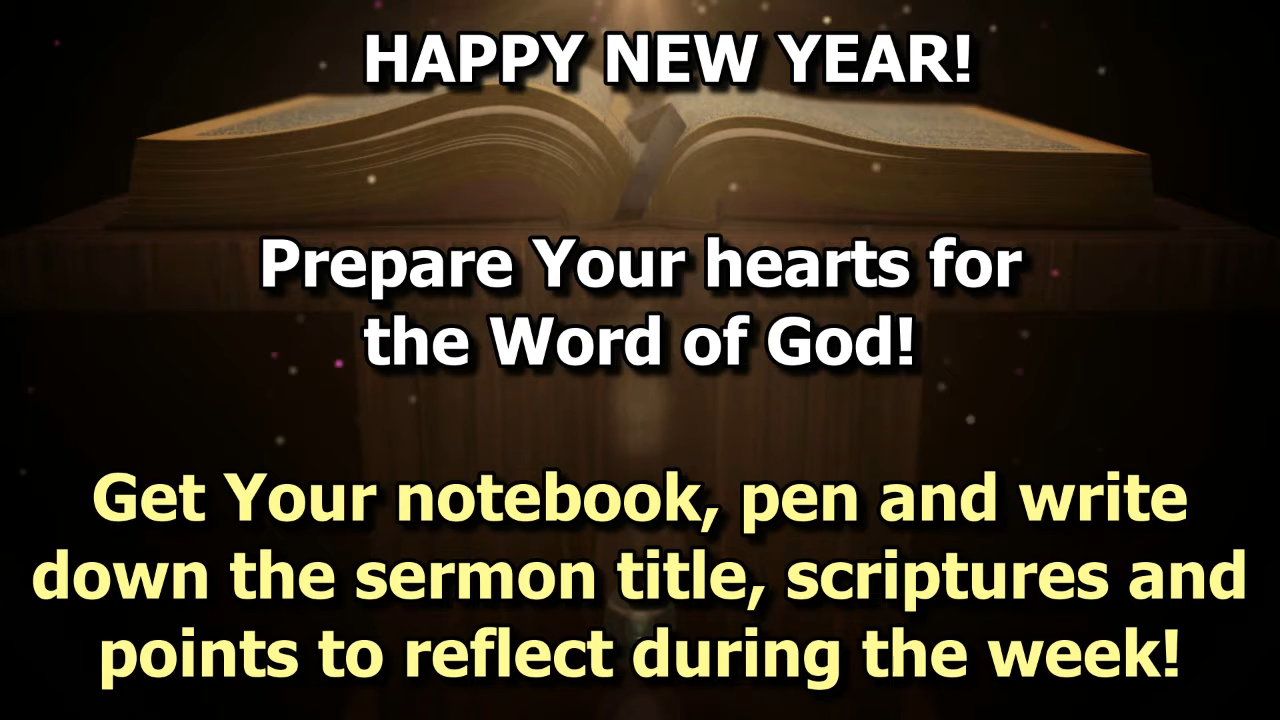 HAPPY NEW YEAR!
Prepare Your hearts for
the Word of God!
Get Your notebook, pen and write
down the sermon title, scriptures and
points to reflect during the week!